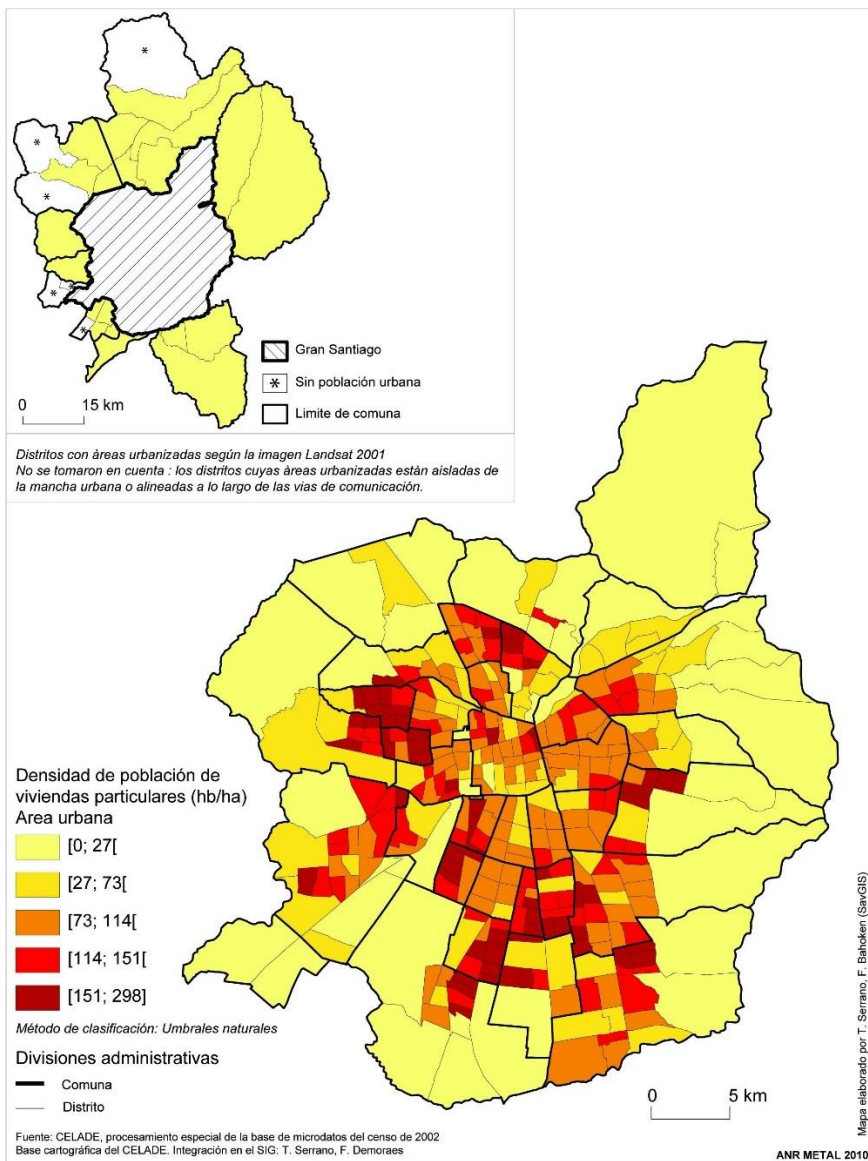 *
*
*
*
*
*
Gran Santiago
* Sin población urbana
Limite de comuna
0 15 km
Distritos con àreas urbanizadas según la imagen Landsat 2001
No se tomaron en cuenta : los distritos cuyas àreas urbanizadas estàn aisladas de
la mancha urbana o alineadas a lo largo de las vias de comunicación.
Densidad de población de
viviendas particulares (hb/ha)
Area urbana
[0; 27[
[27; 73[
[73; 114[
[114; 151[
[151; 298]
Método de clasificación: Umbrales naturales
Divisiones administrativas
Comuna
Distrito
0 5 km
Fuente: CELADE, procesamiento especial de la base de microdatos del censo de 2002
Base cartográfica del CELADE. Integración en el SIG: T. Serrano, F. Demoraes
Mapa elaborado por T. Serrano, F. Bahoken (SavGIS)
ANR METAL 2010